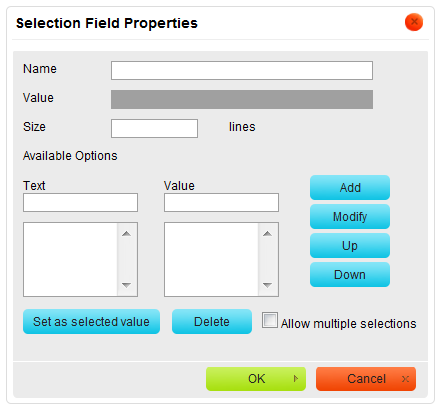 Selection Field Properties
Name
Value
Size lines
Available Options
Text Value Add
Modify
Up
Down
Set as selected value Delete Allow multiple selections
OK Cancel